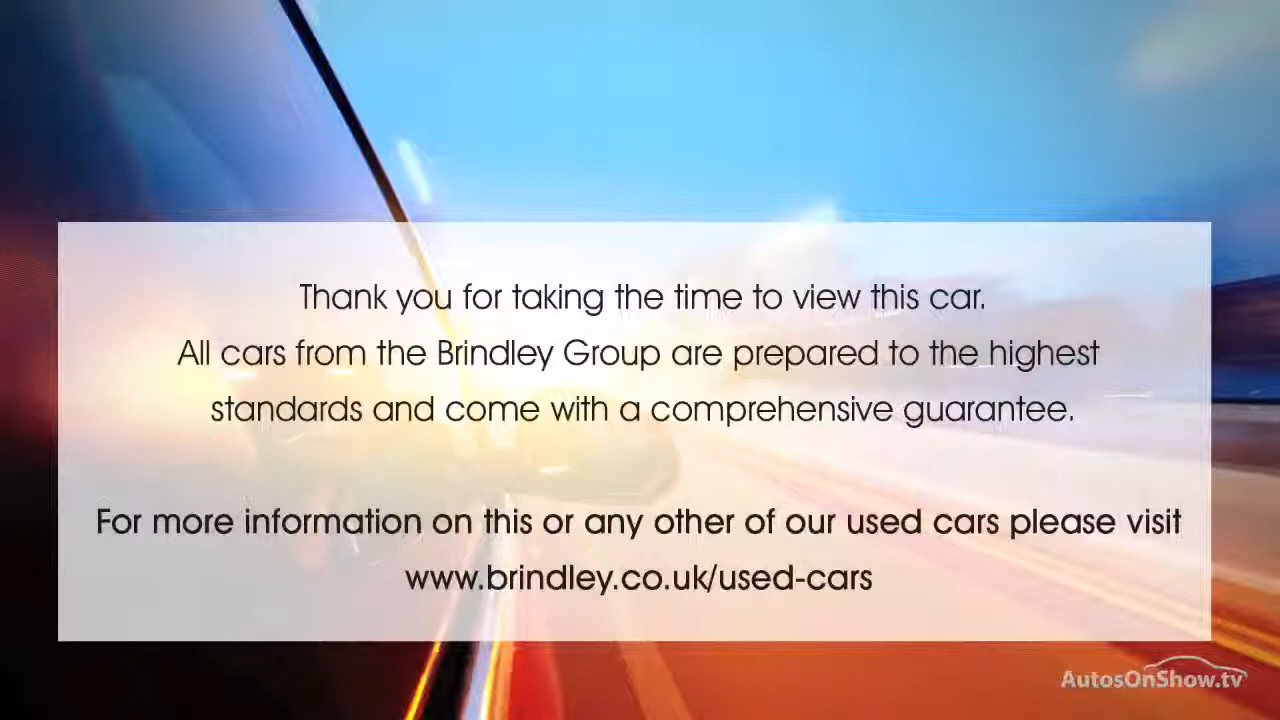 Thank you for taking the time to view this car.
All cars from the Brindley Group are prepared to the highest
standards and come with a comprehensive guarantee.
For more information on this or any other of our used cars please visit
www.brindley.co.uk/used-cars
AutosOnShow.tv